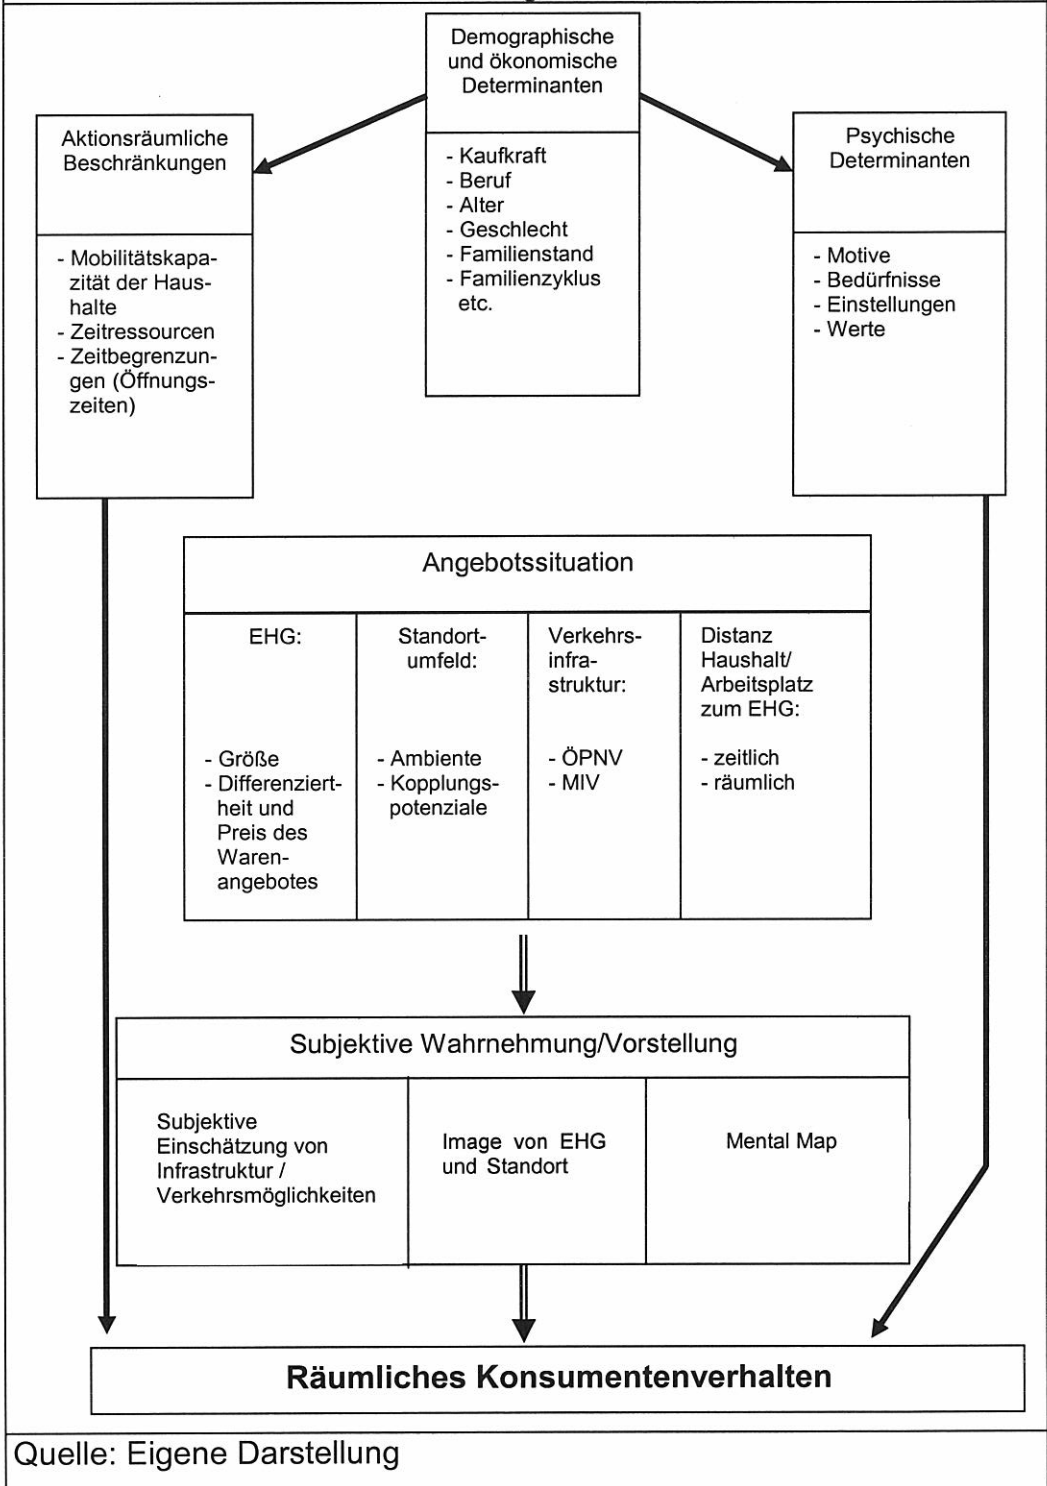 Demographische
und ökonomische
Determinanten
- Kaufkraft
- Beruf
- Alter
- Geschlecht
- Familienstand
- Familienzyklus
etc.
Aktionsräumliche
Beschränkungen
- Mobilitätskapa-
zität der Haus-
halte
- Zeitressourcen
- Zeitbegrenzun-
gen (Öffnungs-
zeiten)
Psychische
Determinanten
- Motive
- Bedürfnisse
- Einstellungen
- Werte
Angebotssituation
EHG:
- Größe
- Differenziert-
heit und
Preis des
Waren-
angebotes
Standort-
umfeld:
- Ambiente
- Kopplungs-
potenziale
Verkehrs-
infra-
struktur:
- ÖPNV
- MIV
Distanz
Haushalt/
Arbeitsplatz
zum EHG:
- zeitlich
- räumlich
Subjektive Wahrnehmung/Vorstellung
Subjektive
Einschätzung von
Infrastruktur /
Verkehrsmöglichkeiten
Image von EHG
und Standort
Mental Map
Räumliches Konsumentenverhalten
Quelle: Eigene Darstellung